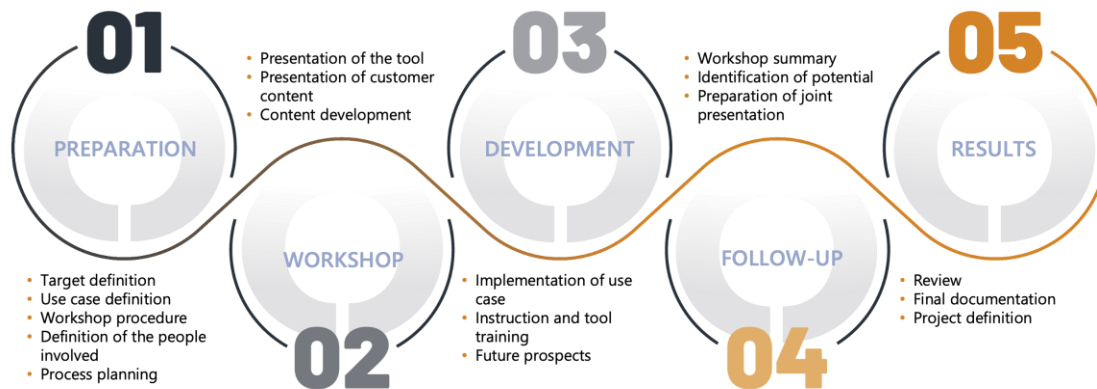 01
PREPARATION
Target definition
Use case definition
Workshop procedure
Definition of the people
involved
Process planning
Presentation of the tool
Presentation of customer
content
Content development
WORKSHOP
02
03
DEVELOPMENT
Implementation of use
case
Instruction and tool
training
Future prospects
Workshop summary
Identification of potential
Preparation of joint
presentation
FOLLOW-UP
04
05
RESULTS
Review
Final documentation
Project definition